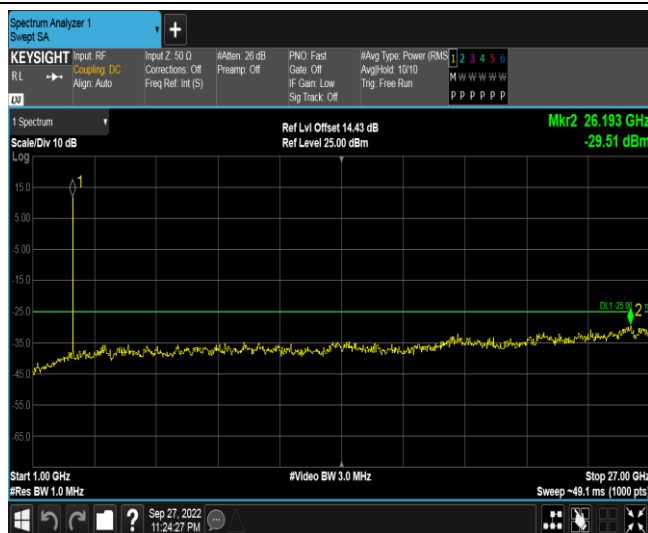 Spectrum Analyzer 1
Swept SA
KEYSIGHT
RL
LXI
Input: RF
Coupling: DC
Align: Auto
Input Z: 50 Ω
Corrections: Off
Freq Ref: Int (S)
#Atten: 26 dB
Preamp: Off
PNO: Fast
Gate: Off
IF Gain: Low
Sig Track: Off
#Avg Type: Power (RMS
Avg|Hold: 10/10
Trig: Free Run
1 2 3 4 5 6
M W W W W W
P P P P P P
1 Spectrum
Scale/Div 10 dB
Ref Lvl Offset 14.43 dB
Ref Level 25.00 dBm
Mkr2 26.193 GHz
-29.51 dBm
Log
15.0
5.00
-5.00
-15.0
-25.0
-35.0
-45.0
-55.0
-65.0
1
DL1 -25.00
2
Start 1.00 GHz
#Res BW 1.0 MHz
#Video BW 3.0 MHz
Stop 27.00 GHz
Sweep ~49.1 ms (1000 pts)
?
Sep 27, 2022
11:24:27 PM